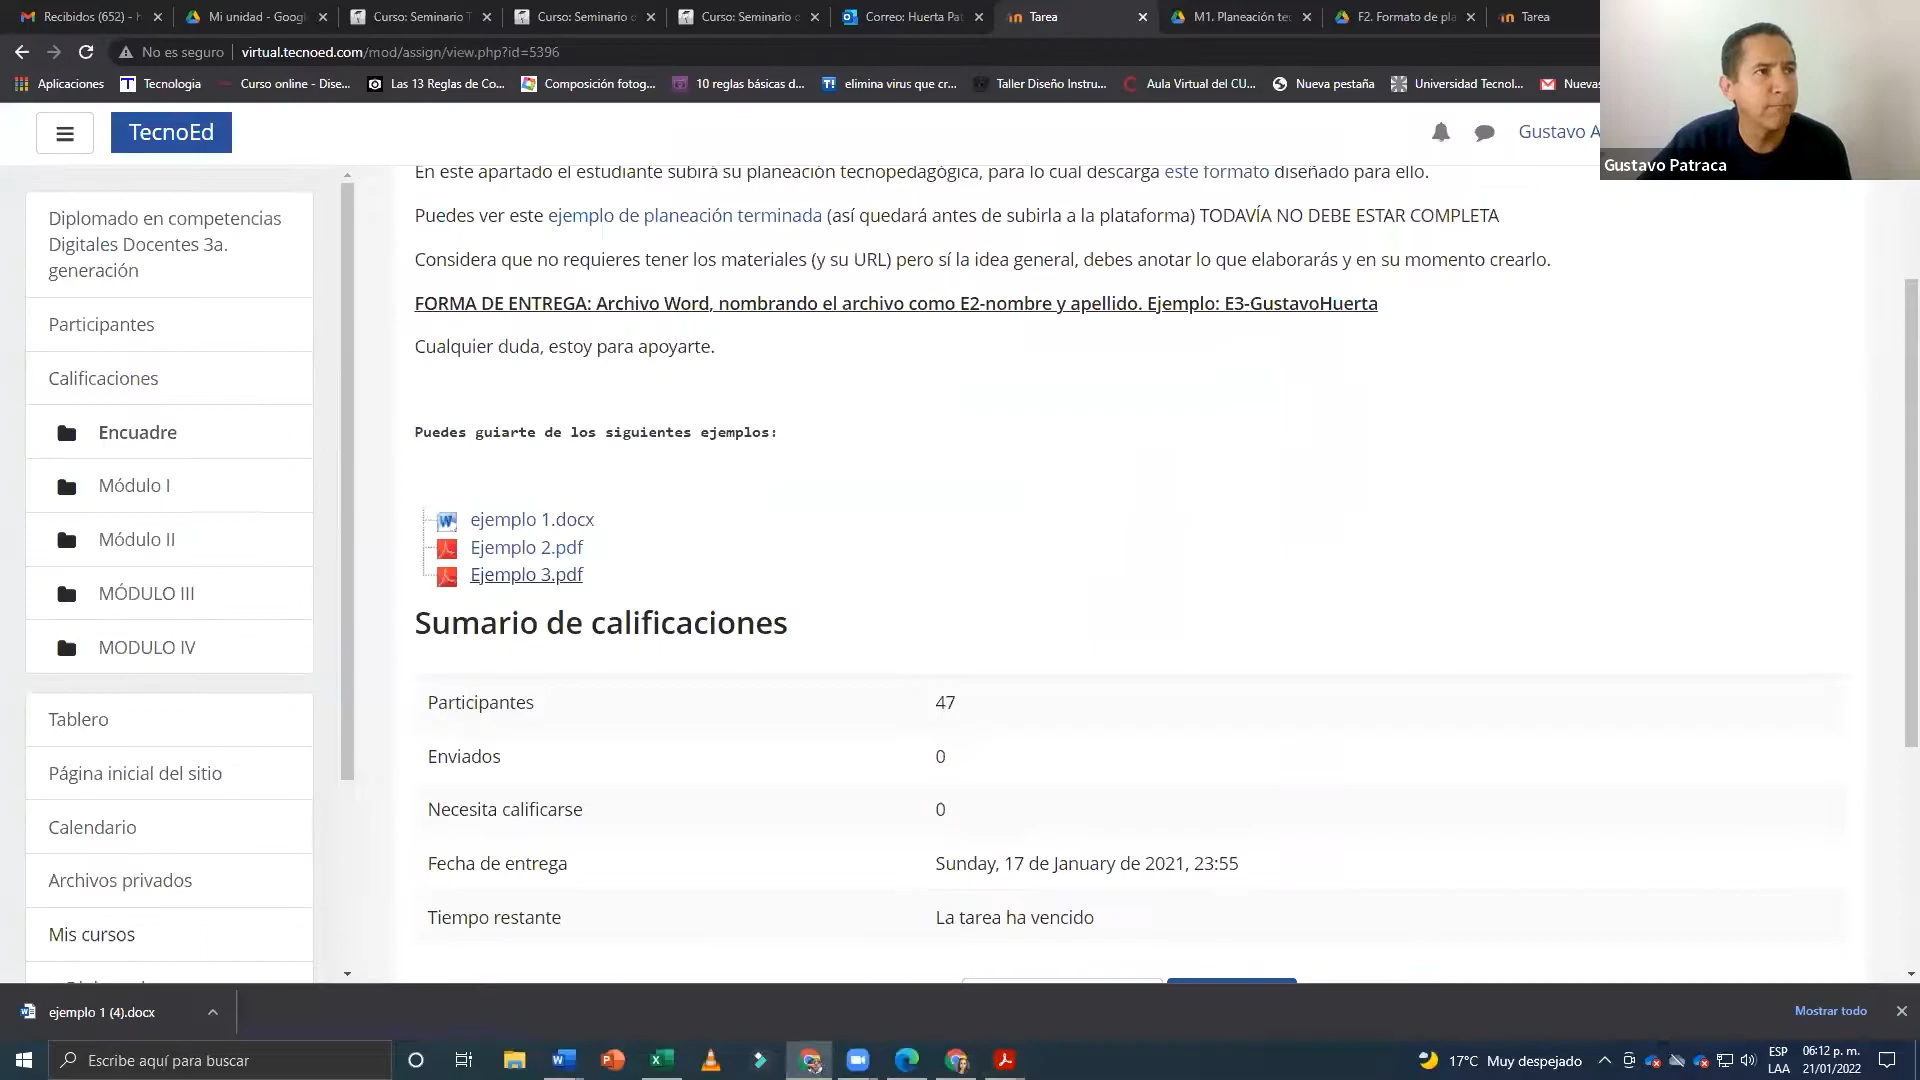 Recibidos (652) -
Mi unidad - Googl
Curso: Seminario T
Curso: Seminario
Curso: Seminario
Correo: Huerta Pat
Tarea
M1. Planeación te
F2. Formato de pla
Tarea
No es seguro
virtual.tecnoed.com/mod/assign/view.php?id=5396
Aplicaciones
Tecnologia
Curso online - Dise...
Las 13 Reglas de Co...
Composición fotog...
10 reglas básicas d...
elimina virus que cr...
Taller Diseño Instru...
Aula Virtual del CU...
Nueva pestaña
Universidad Tecnol...
Nuevas
TecnoEd
Gustavo A
Gustavo Patraca
Diplomado en competencias
Digitales Docentes 3a.
generación
Participantes
Calificaciones
Encuadre
Módulo I
Módulo II
MÓDULO III
MODULO IV
Tablero
Página inicial del sitio
Calendario
Archivos privados
Mis cursos
En este apartado el estudiante subirá su planeación tecnopedagógica, para lo cual descarga este formato diseñado para ello.
Puedes ver este ejemplo de planeación terminada (así quedará antes de subirla a la plataforma) TODAVÍA NO DEBE ESTAR COMPLETA
Considera que no requieres tener los materiales (y su URL) pero sí la idea general, debes anotar lo que elaborarás y en su momento crearlo.
FORMA DE ENTREGA: Archivo Word, nombrando el archivo como E2-nombre y apellido. Ejemplo: E3-GustavoHuerta
Cualquier duda, estoy para apoyarte.
Puedes guiarte de los siguientes ejemplos:
ejemplo 1.docx
Ejemplo 2.pdf
Ejemplo 3.pdf
Sumario de calificaciones
Participantes 47
Enviados 0
Necesita calificarse 0
Fecha de entrega Sunday, 17 de January de 2021, 23:55
Tiempo restante La tarea ha vencido
ejemplo 1 (4).docx
Mostrar todo
Escribe aquí para buscar
17°C Muy despejado
ESP
LAA
06:12 p. m.
21/01/2022